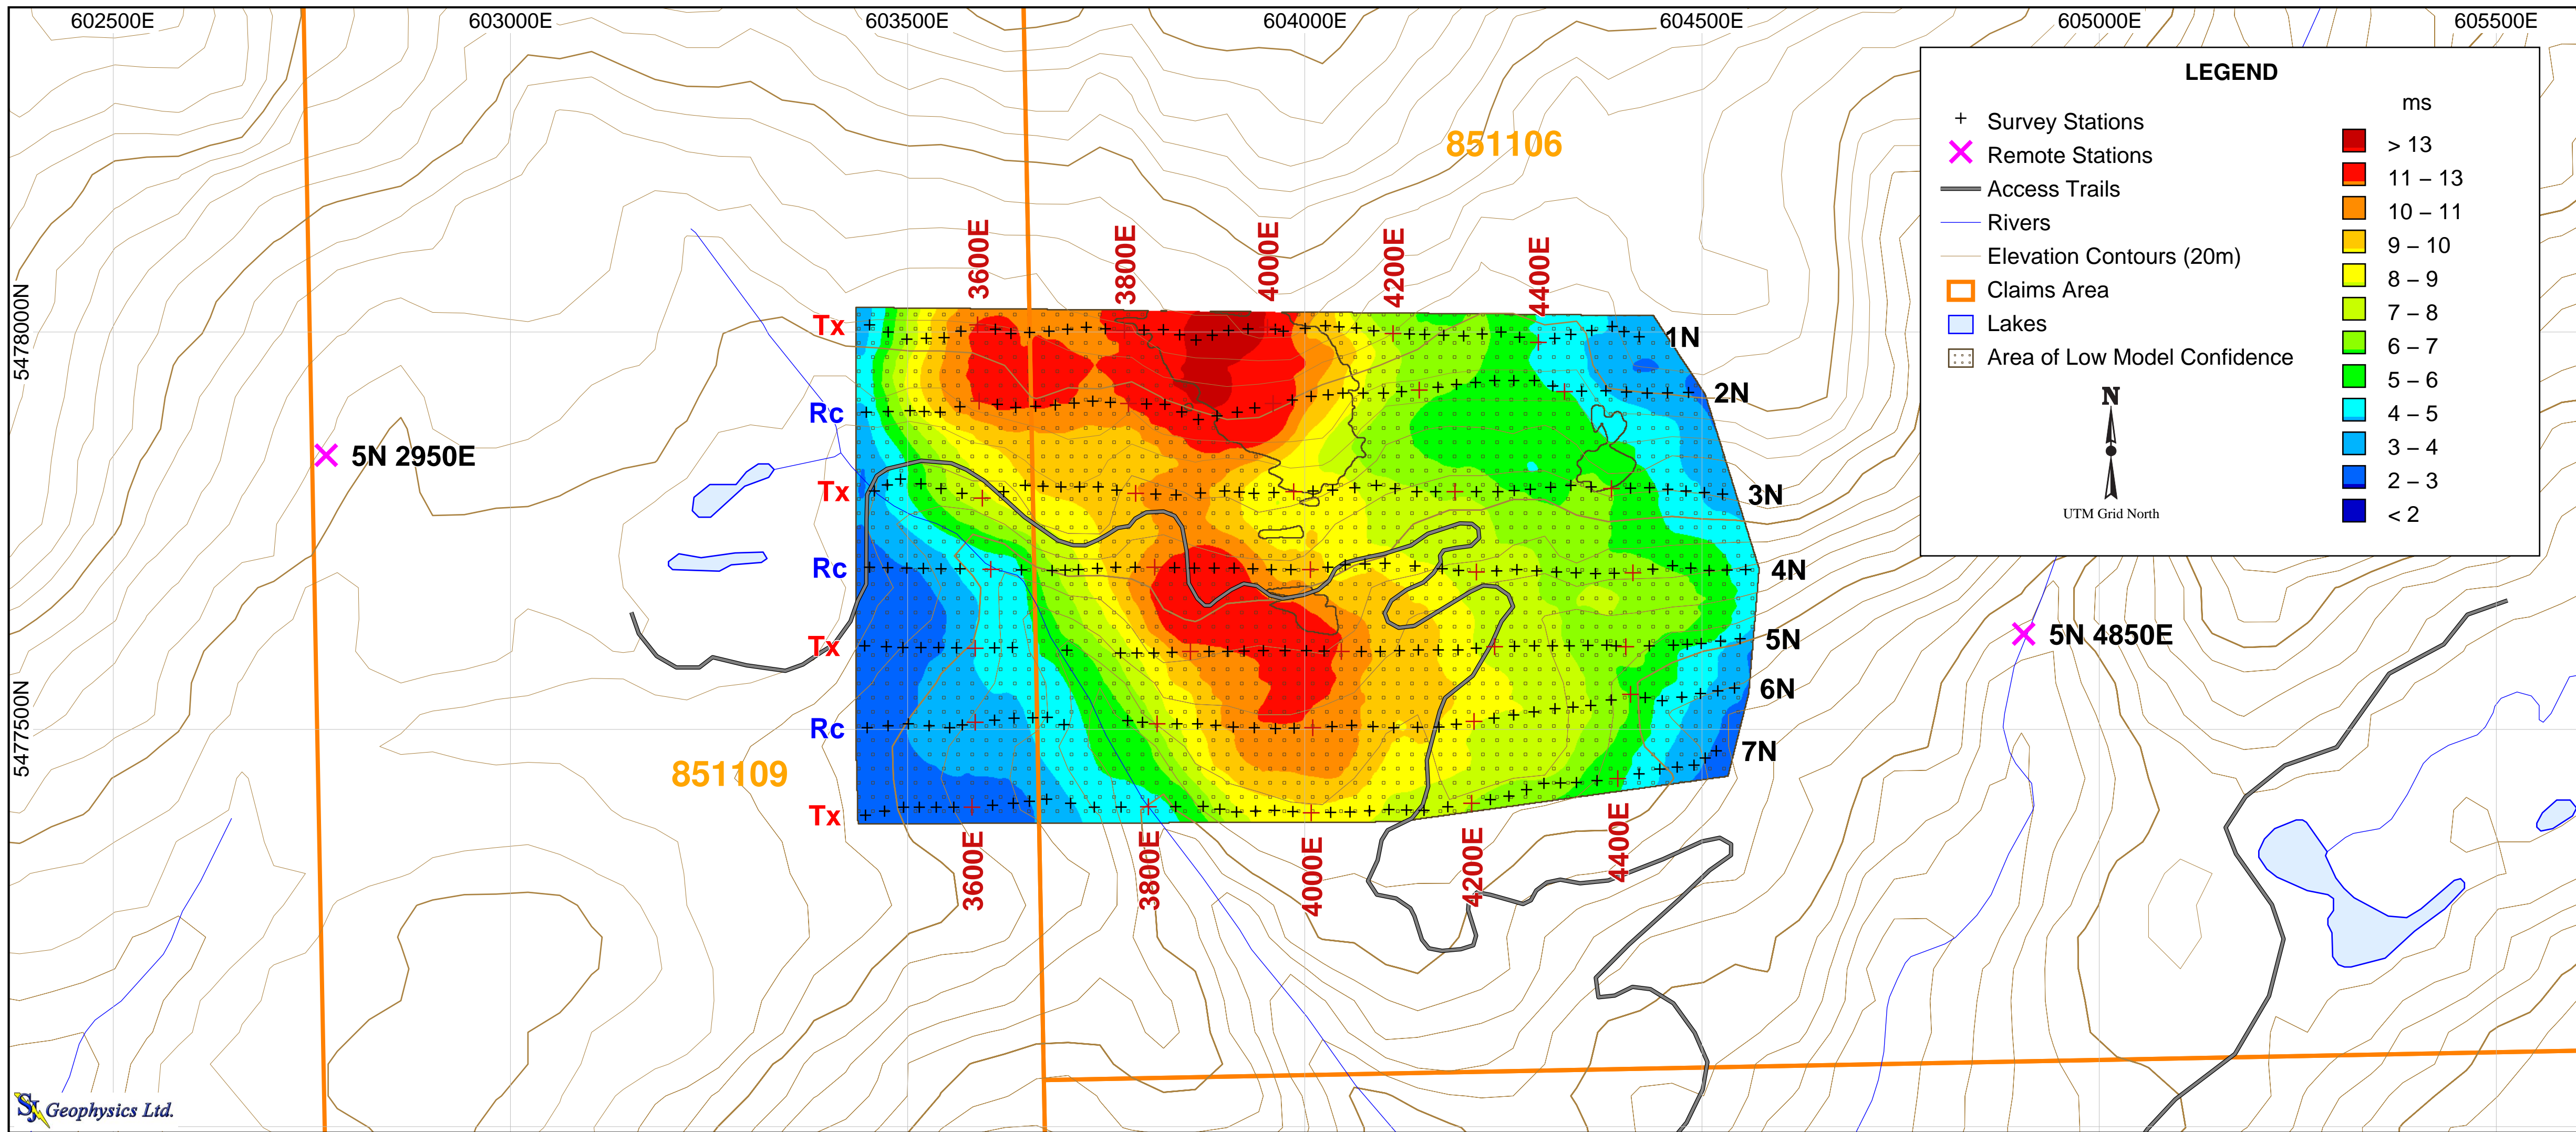 602500E 603000E 603500E 604000E 604500E 605000E 605500E
LEGEND
ms
Survey Stations
Remote Stations
Access Trails
Rivers
Elevation Contours (20m)
Claims Area
Lakes
Area of Low Model Confidence
> 13
11 – 13
10 – 11
9 – 10
8 – 9
7 – 8
6 – 7
5 – 6
4 – 5
3 – 4
2 – 3
< 2
N
UTM Grid North
851106
3600E 3800E 4000E 4200E 4400E
5478000N
Tx 1N
Rc 2N
5N 2950E
Tx 3N
Rc 4N
Tx 5N
5N 4850E
6N
Rc
5477500N
7N
851109
Tx
3600E 3800E 4000E 4200E 4400E
SJ Geophysics Ltd.